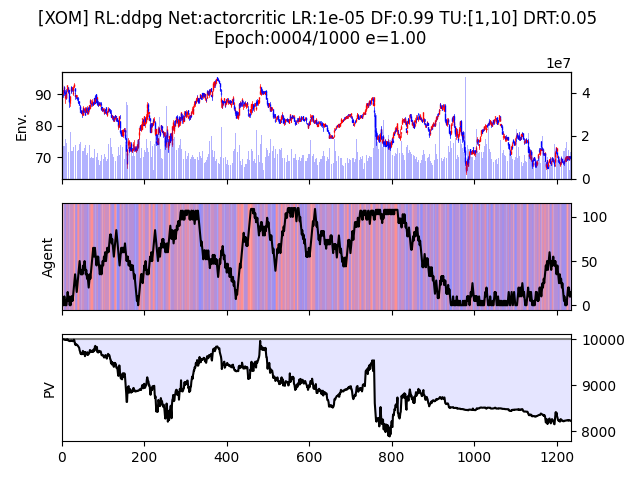 [XOM] RL:ddpg Net:actorcritic LR:1e-05 DF:0.99 TU:[1,10] DRT:0.05
Epoch:0004/1000 e=1.00
1e7
Env.
90
80
70
4
2
0
Agent
100
50
0
PV
10000
9000
8000
0 200 400 600 800 1000 1200